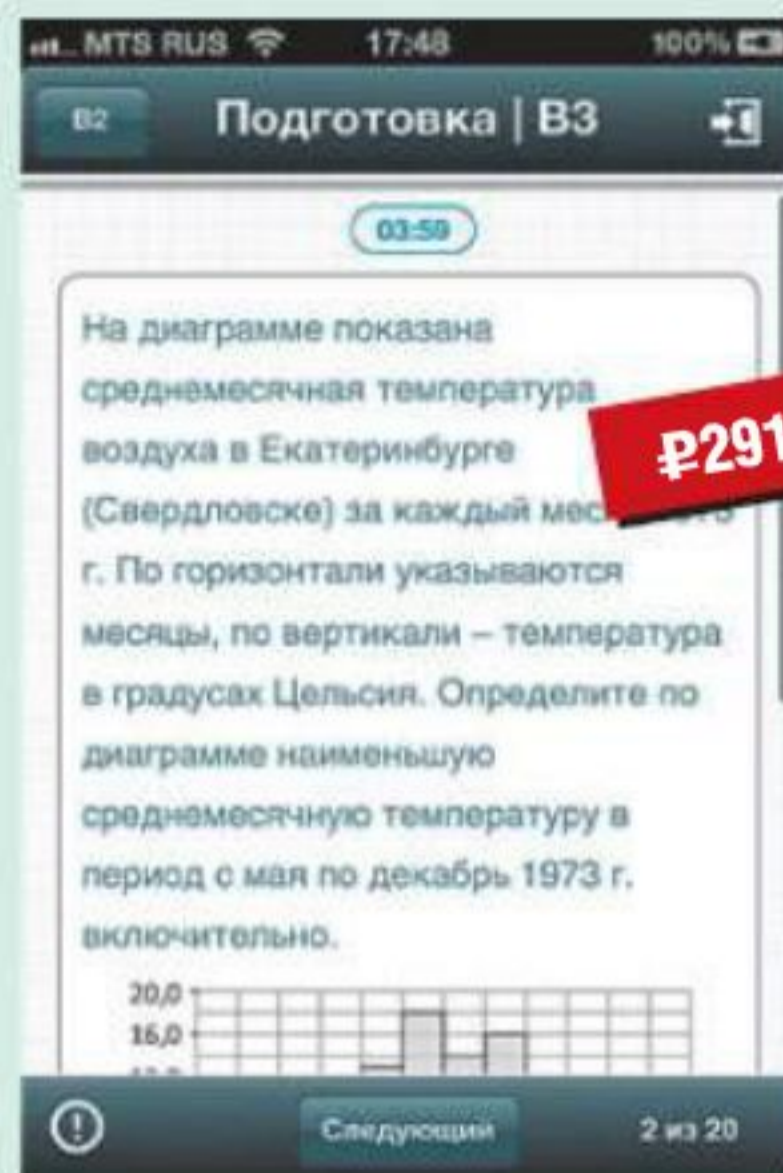 MTS RUS 17:48 100%
B2 Подготовка | B3
03:59
На диаграмме показана
среднемесячная температура
воздуха в Екатеринбурге
₽291
(Свердловске) за каждый
г. По горизонтали указываются
месяцы, по вертикали – температура
в градусах Цельсия. Определите по
диаграмме наименьшую
среднемесячную температуру в
период с мая по декабрь 1973 г.
включительно.
20,0
16,0
Следующий 2 из 20